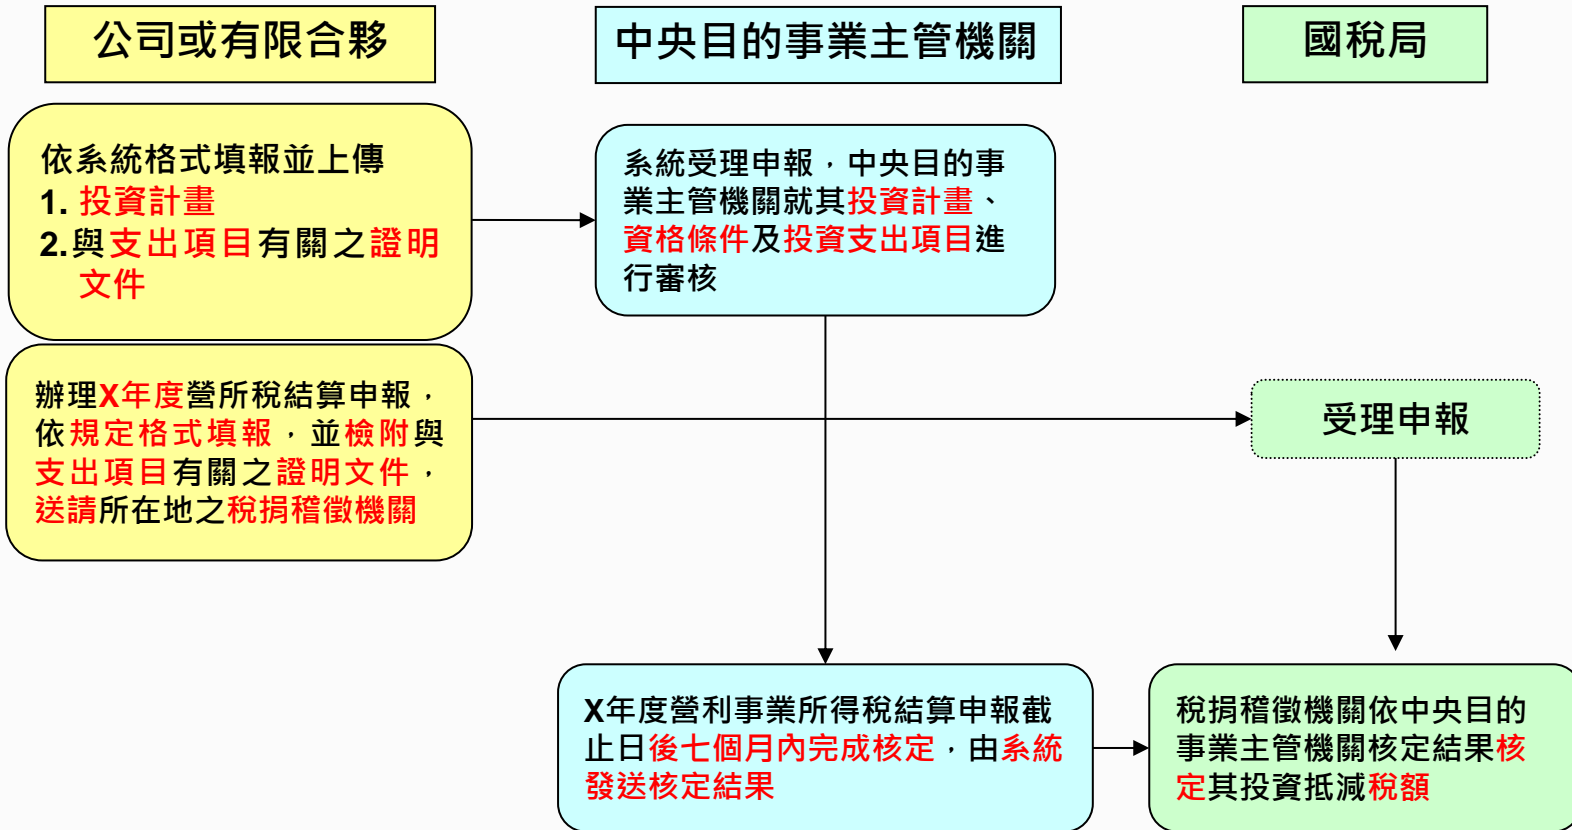 公司或有限合夥
中央目的事業主管機關
國稅局
依系統格式填報並上傳
1. 投資計畫
2.與支出項目有關之證明
文件
系統受理申報，中央目的事
業主管機關就其投資計畫、
資格條件及投資支出項目進
行審核
辦理X年度營所稅結算申報，
依規定格式填報，並檢附與
支出項目有關之證明文件，
送請所在地之稅捐稽徵機關
受理申報
X年度營利事業所得稅結算申報截
止日後七個月內完成核定，由系統
發送核定結果
稅捐稽徵機關依中央目的
事業主管機關核定結果核
定其投資抵減稅額